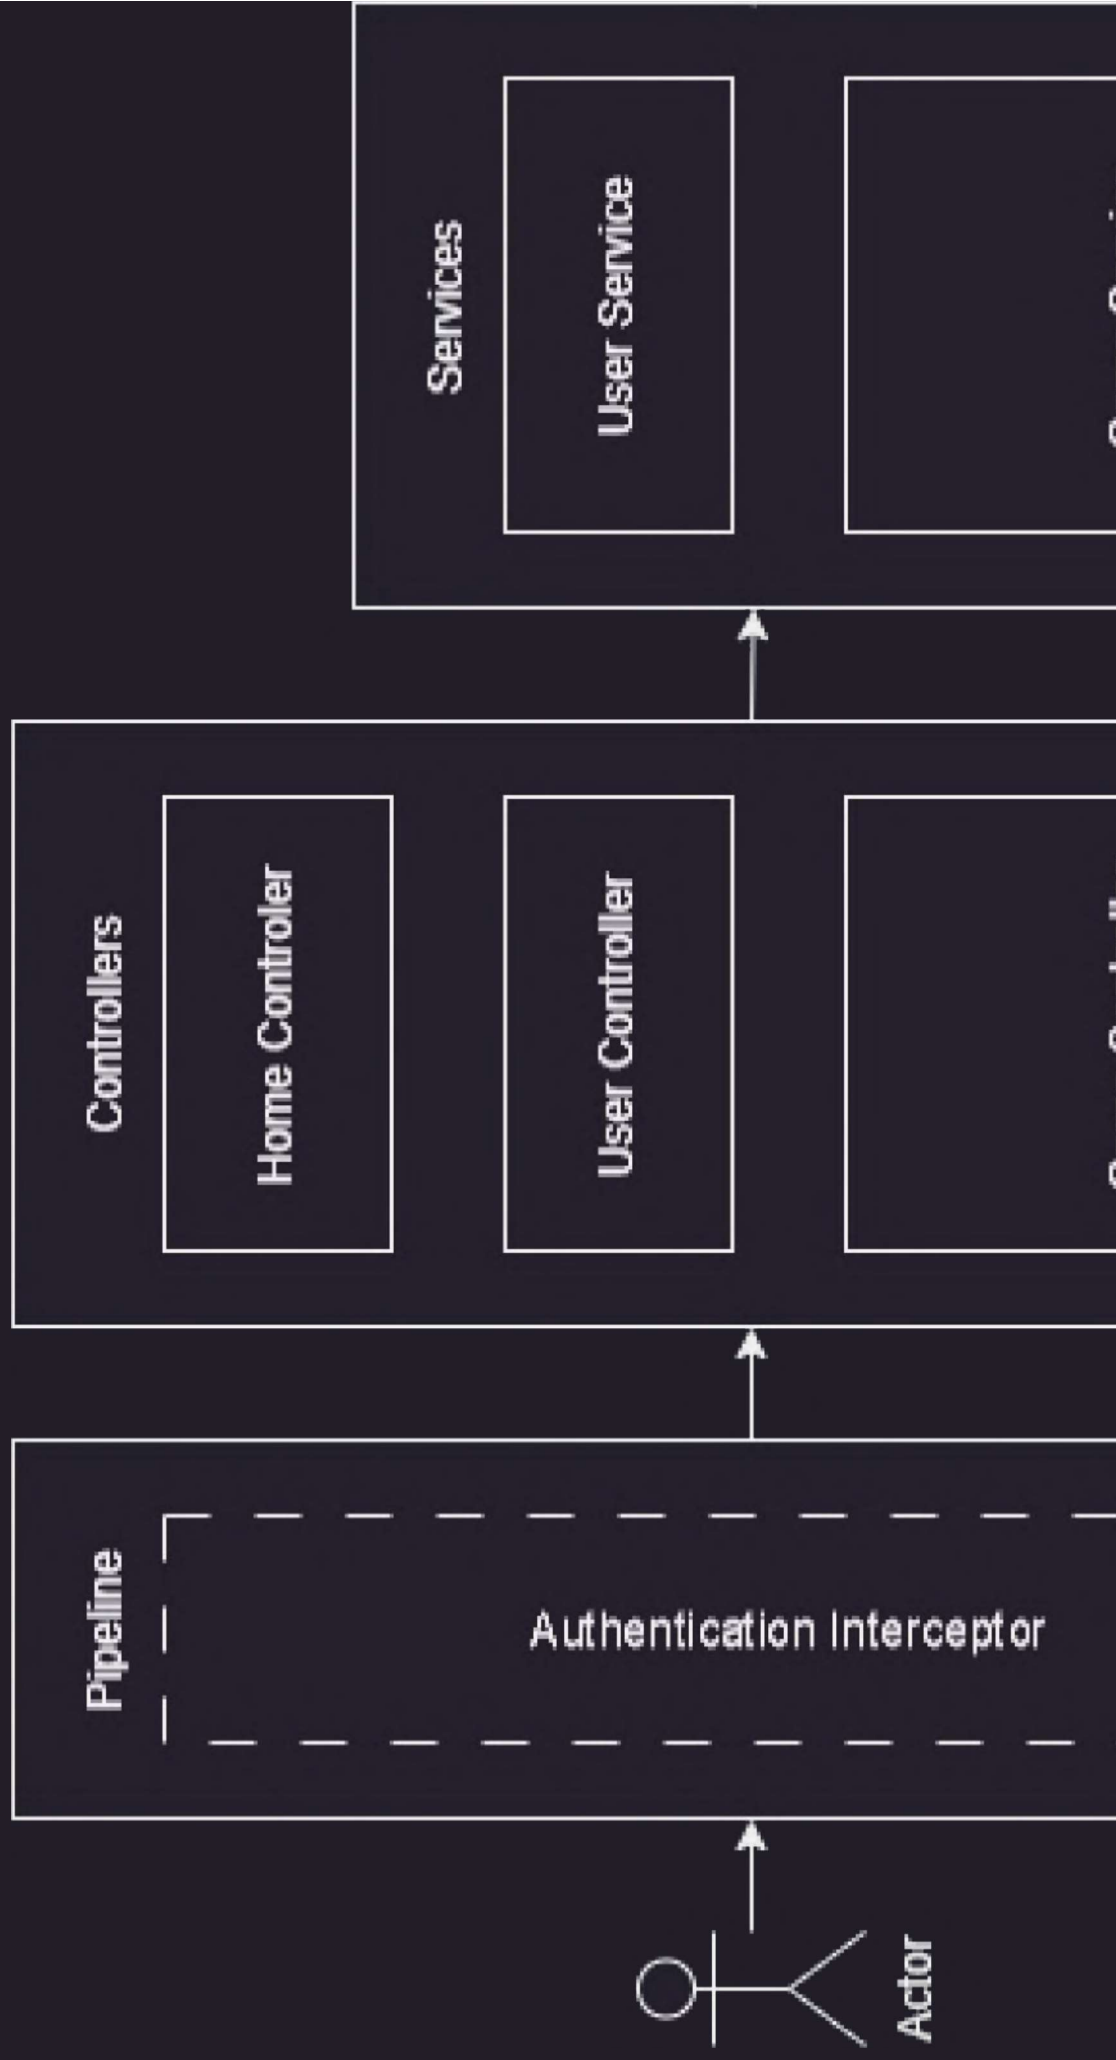 Actor
Pipeline
Authentication Interceptor
Controllers
Home Controler
User Controller
Services
User Service